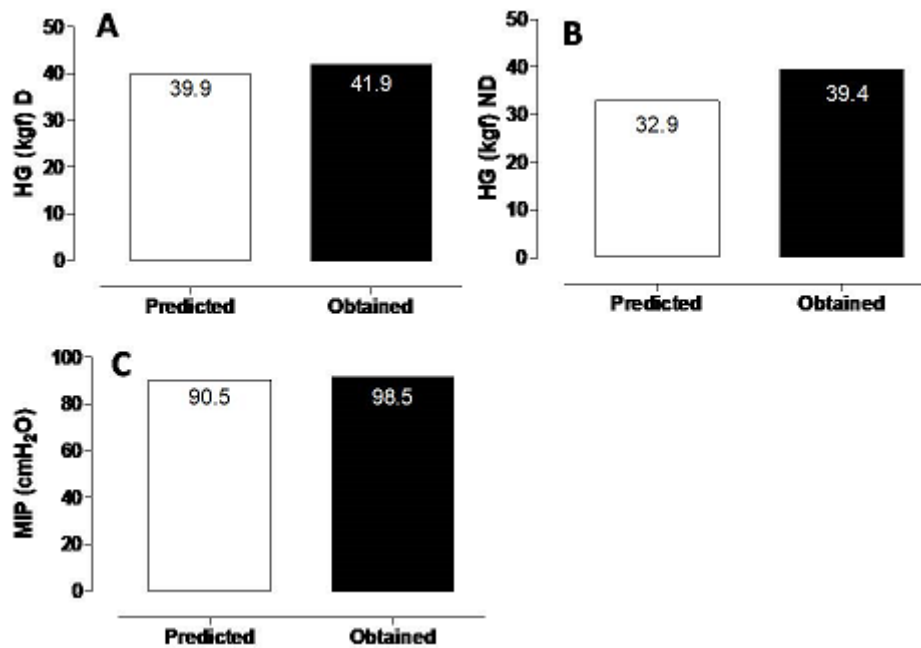 A
HG (kgf) D
50
40
30
20
10
0
39.9
41.9
Predicted
Obtained
B
HG (kgf) ND
50
40
30
20
10
0
32.9
39.4
Predicted
Obtained
C
MIP (cmH₂O)
100
80
60
40
20
0
90.5
98.5
Predicted
Obtained